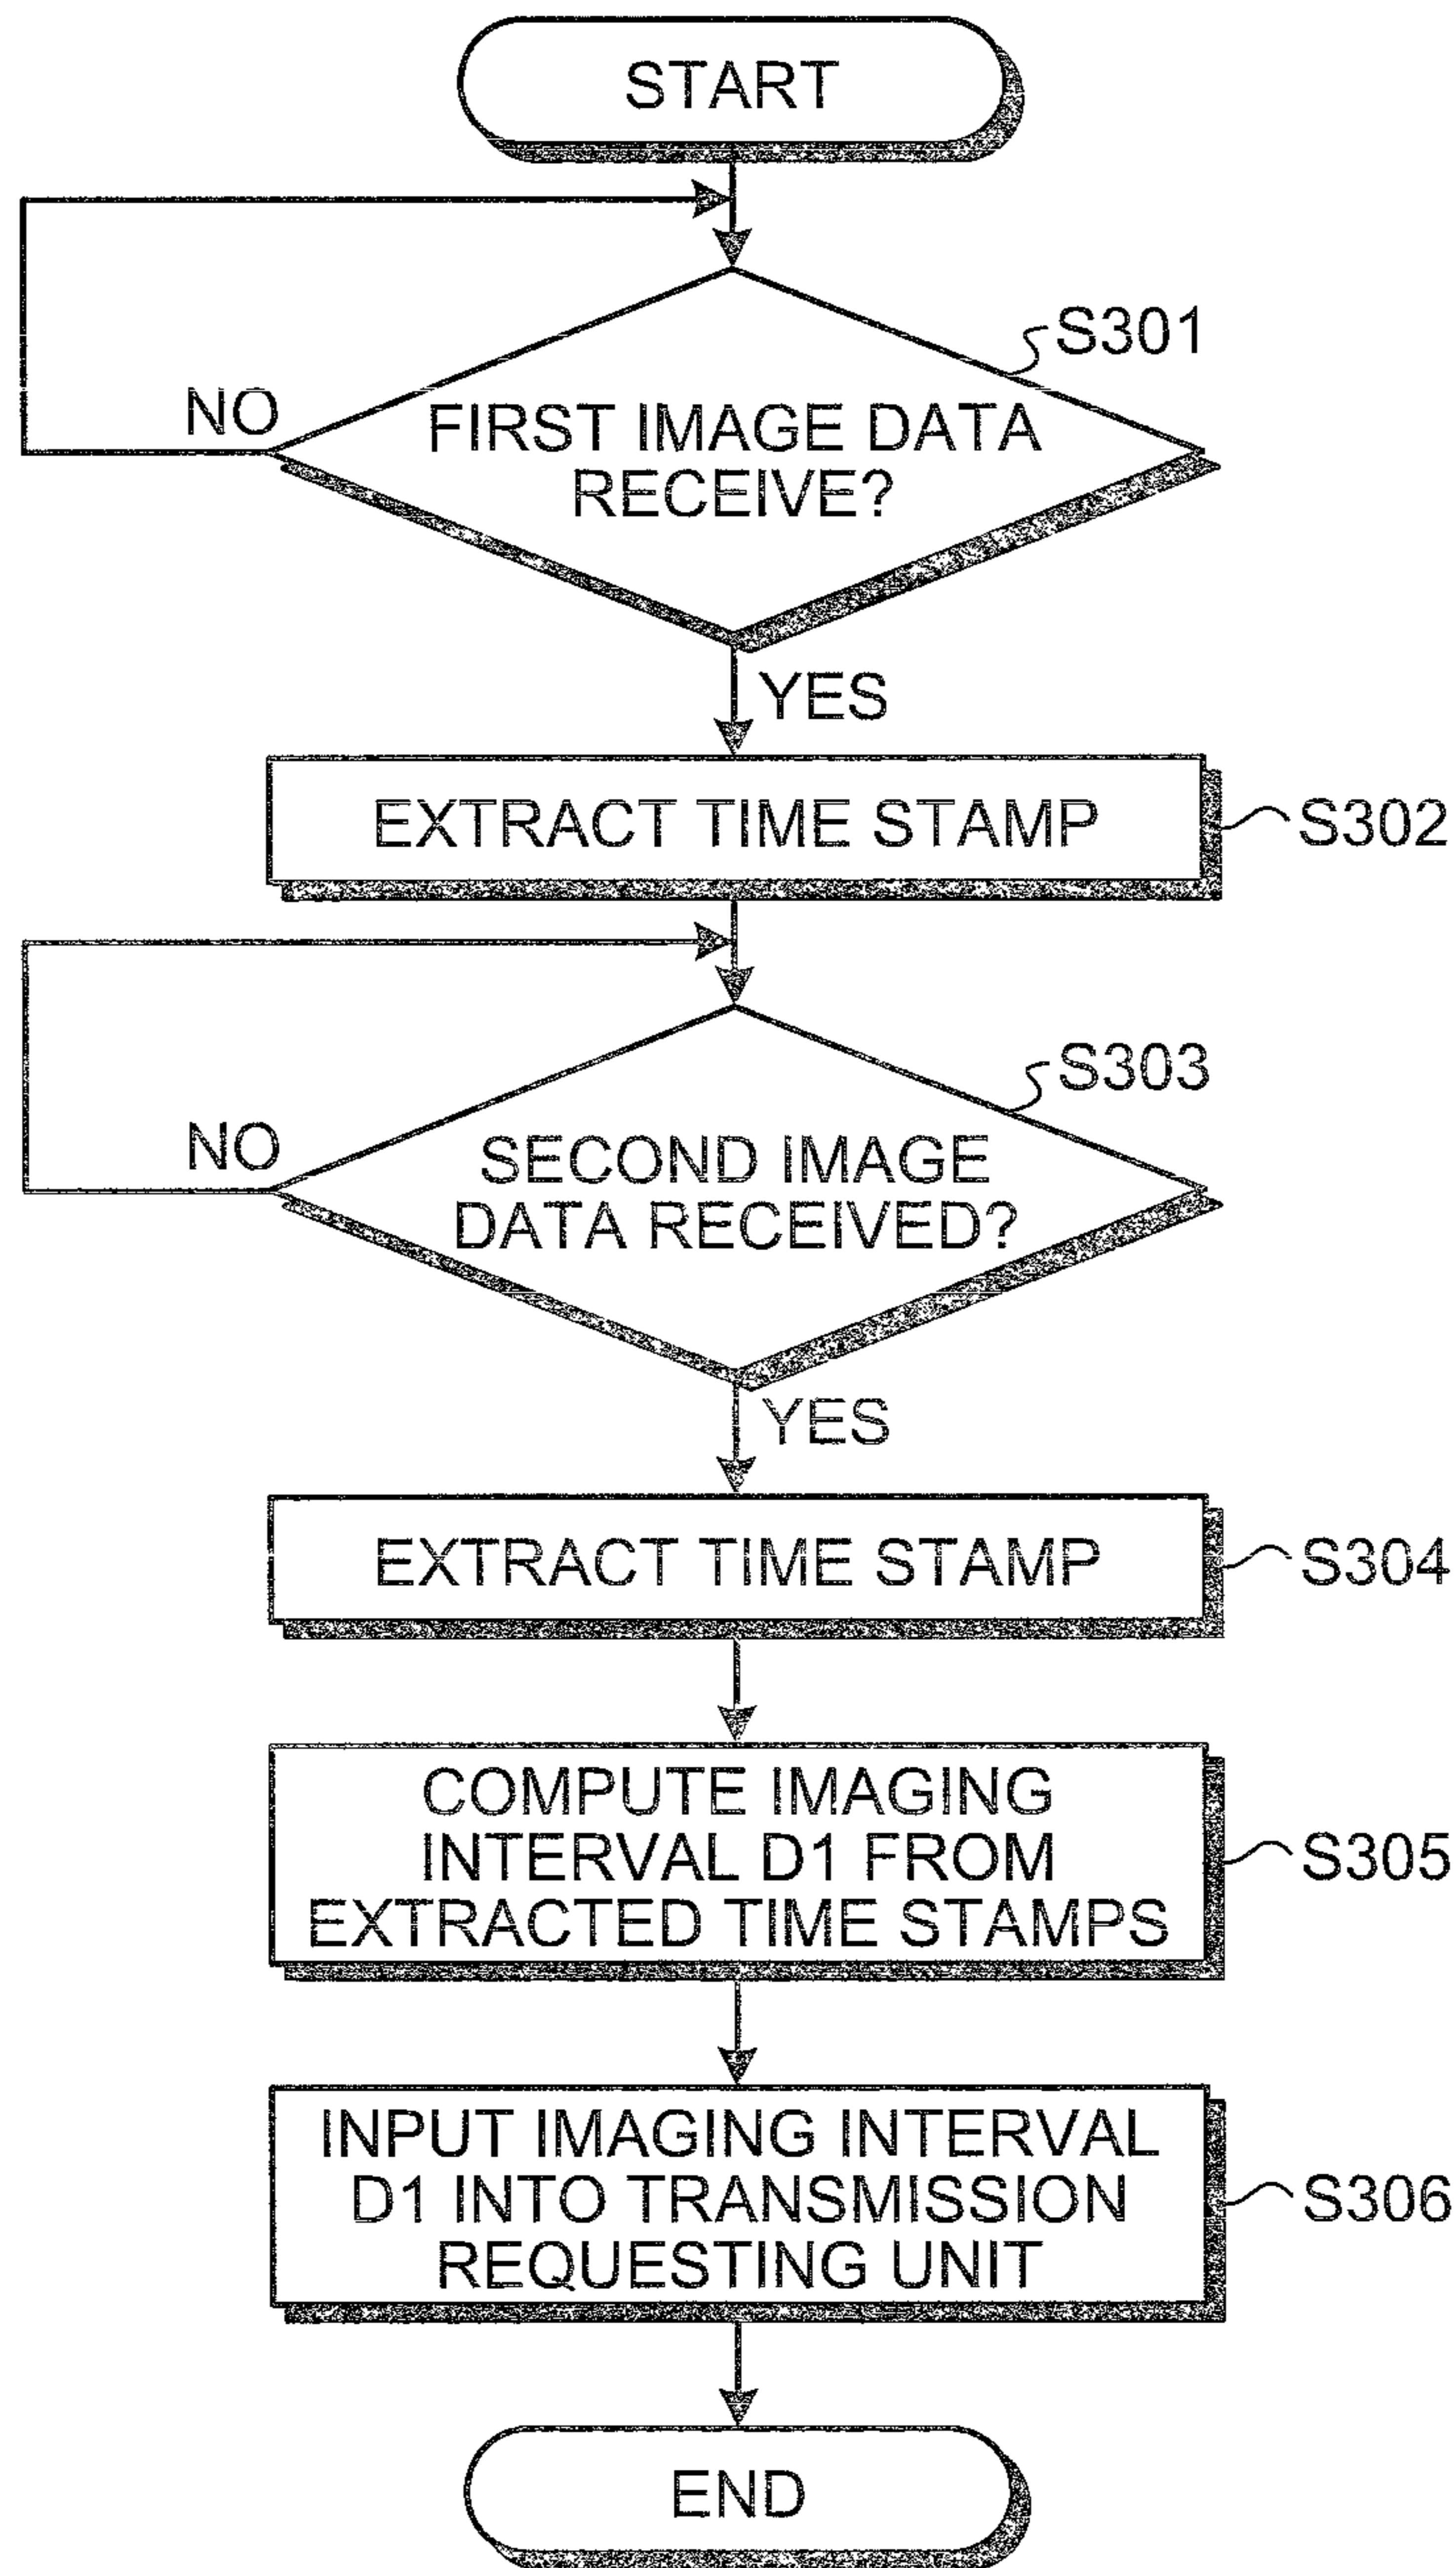 START
S301
NO
FIRST IMAGE DATA
RECEIVE?
YES
EXTRACT TIME STAMP
S302
S303
NO
SECOND IMAGE
DATA RECEIVED?
YES
EXTRACT TIME STAMP
S304
COMPUTE IMAGING
INTERVAL D1 FROM
EXTRACTED TIME STAMPS
S305
INPUT IMAGING INTERVAL
D1 INTO TRANSMISSION
REQUESTING UNIT
S306
END